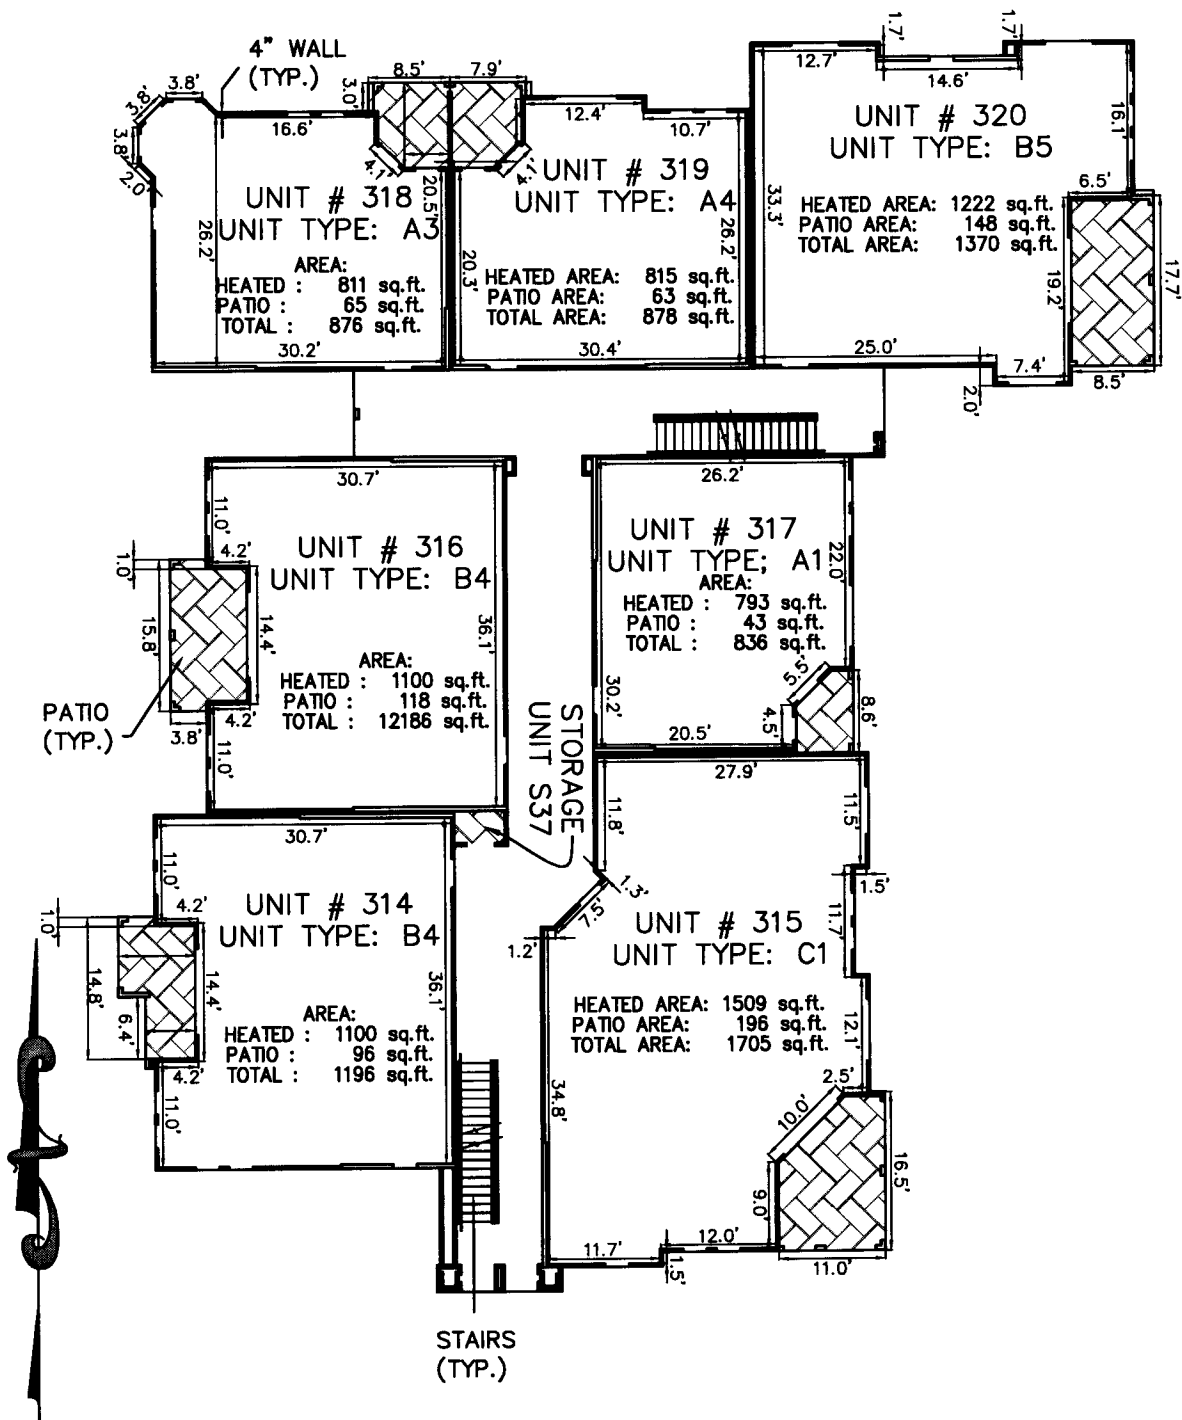 4" WALL
(TYP.)
3.8'
3.8'
3.8'
2.0'
16.6'
3.0'
8.5'
7.9'
4.1'
4.1'
20.5'
26.2'
UNIT # 318
UNIT TYPE: A3
AREA:
HEATED : 811 sq.ft.
PATIO : 65 sq.ft.
TOTAL : 876 sq.ft.
30.2'
12.4'
10.7'
UNIT # 319
UNIT TYPE: A4
20.3'
26.2'
HEATED AREA: 815 sq.ft.
PATIO AREA: 63 sq.ft.
TOTAL AREA: 878 sq.ft.
30.4'
12.7'
1.7'
1.7'
14.6'
16.1'
33.3'
UNIT # 320
UNIT TYPE: B5
HEATED AREA: 1222 sq.ft.
PATIO AREA: 148 sq.ft.
TOTAL AREA: 1370 sq.ft.
6.5'
17.7'
19.2'
25.0'
7.4'
2.0'
8.5'
30.7'
11.0'
4.2'
1.0'
UNIT # 316
UNIT TYPE: B4
15.8'
14.4'
36.1'
AREA:
HEATED : 1100 sq.ft.
PATIO : 118 sq.ft.
TOTAL : 12186 sq.ft.
4.2'
3.8'
11.0'
PATIO
(TYP.)
26.2'
UNIT # 317
UNIT TYPE; A1
22.0'
AREA:
HEATED : 793 sq.ft.
PATIO : 43 sq.ft.
TOTAL : 836 sq.ft.
30.2'
5.5'
4.5'
8.6'
20.5'
STORAGE
UNIT S37
30.7'
11.0'
4.2'
1.0'
UNIT # 314
UNIT TYPE: B4
14.8'
14.4'
6.4'
36.1'
AREA:
HEATED : 1100 sq.ft.
PATIO : 96 sq.ft.
TOTAL : 1196 sq.ft.
4.2'
11.0'
27.9'
11.8'
11.5'
1.3'
7.5'
1.5'
1.2'
11.7'
UNIT # 315
UNIT TYPE: C1
HEATED AREA: 1509 sq.ft.
PATIO AREA: 196 sq.ft.
TOTAL AREA: 1705 sq.ft.
12.1'
2.5'
34.8'
10.0'
9.0'
16.5'
11.7'
1.5'
12.0'
11.0'
STAIRS
(TYP.)